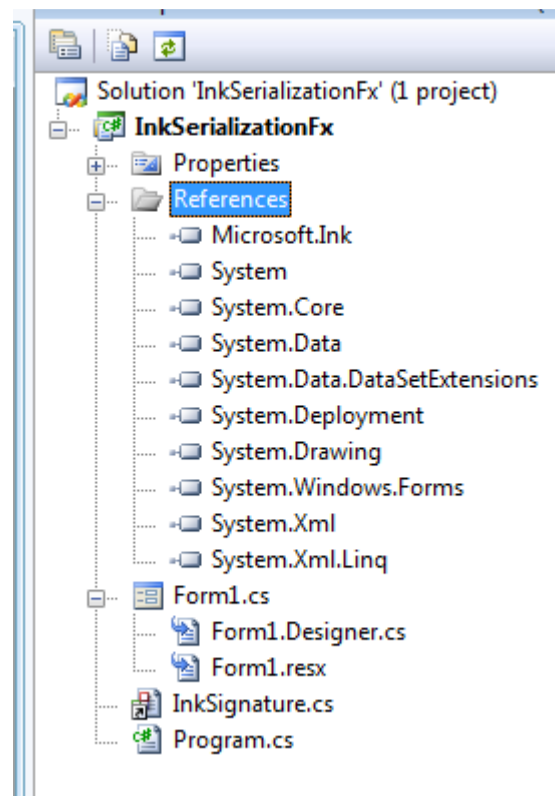 Solution 'InkSerializationFx' (1 project)
InkSerializationFx
Properties
References
Microsoft.Ink
System
System.Core
System.Data
System.Data.DataSetExtensions
System.Deployment
System.Drawing
System.Windows.Forms
System.Xml
System.Xml.Linq
Form1.cs
Form1.Designer.cs
Form1.resx
InkSignature.cs
Program.cs